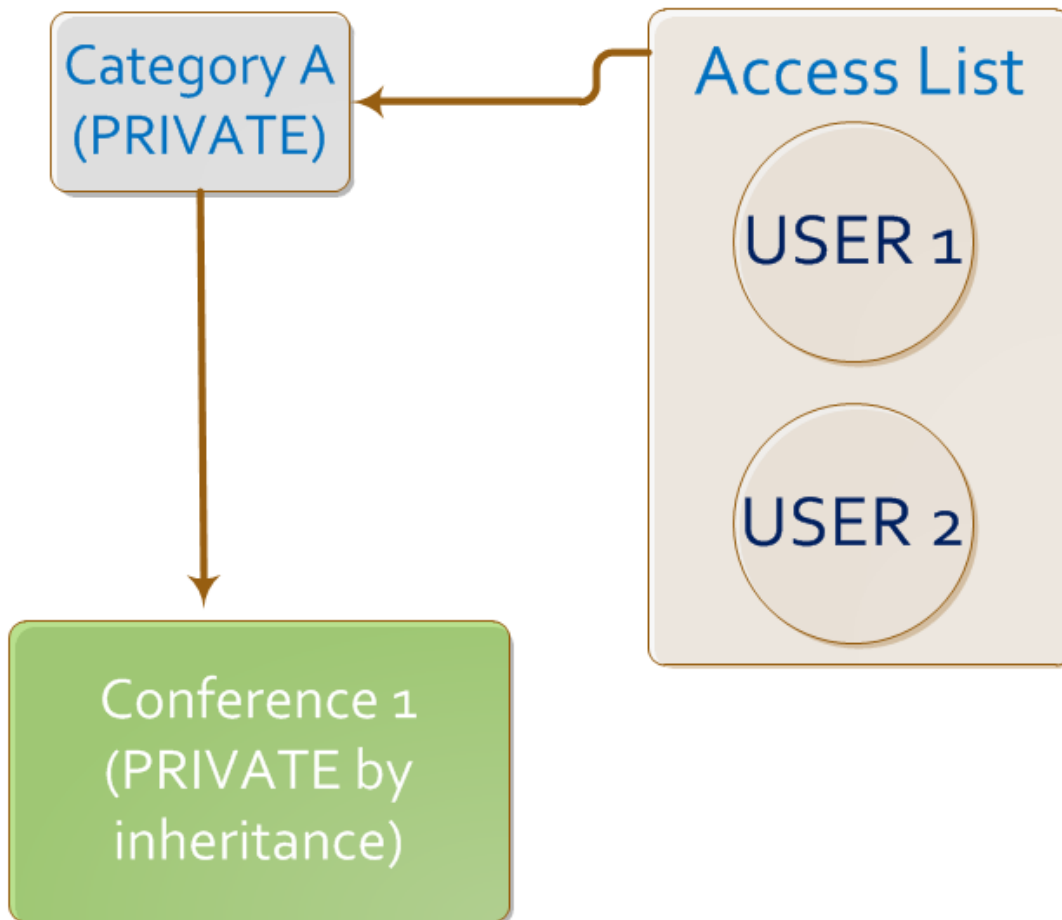 Category A
(PRIVATE)
Access List
USER 1
USER 2
Conference 1
(PRIVATE by
inheritance)